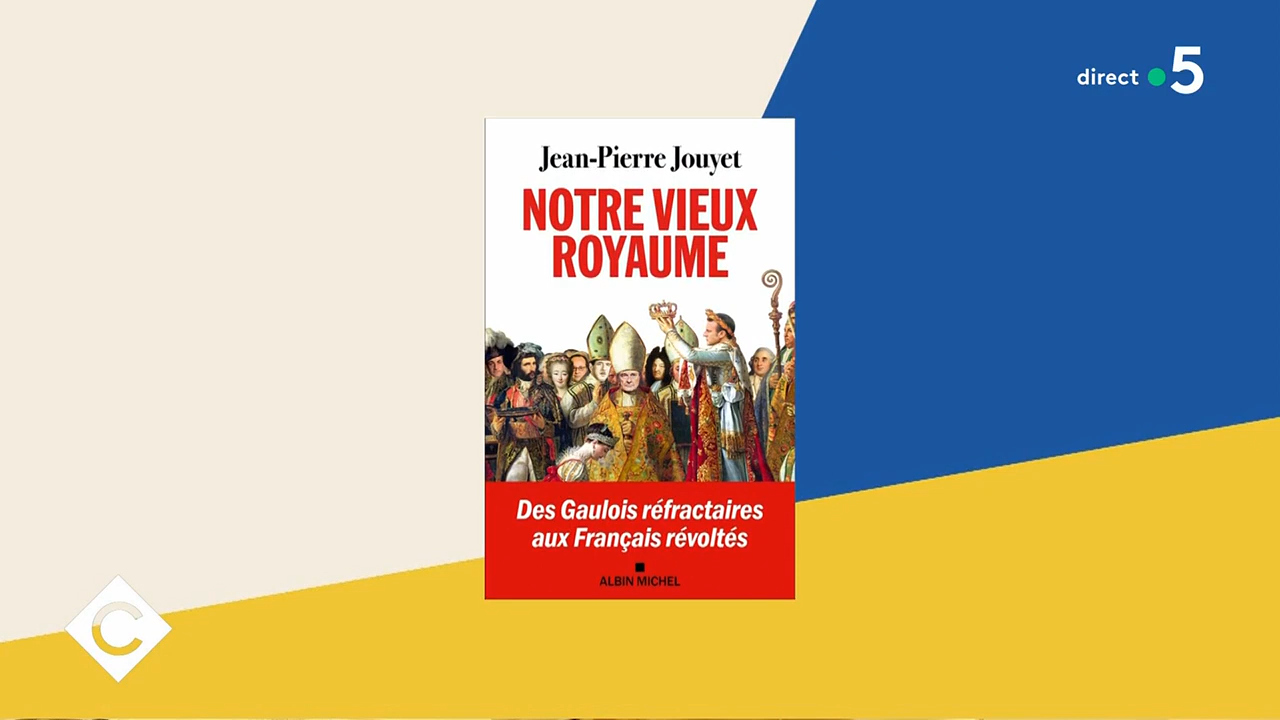 direct 5
Jean-Pierre Jouyet
NOTRE VIEUX
ROYAUME
Des Gaulois réfractaires
aux Français révoltés
ALBIN MICHEL
C